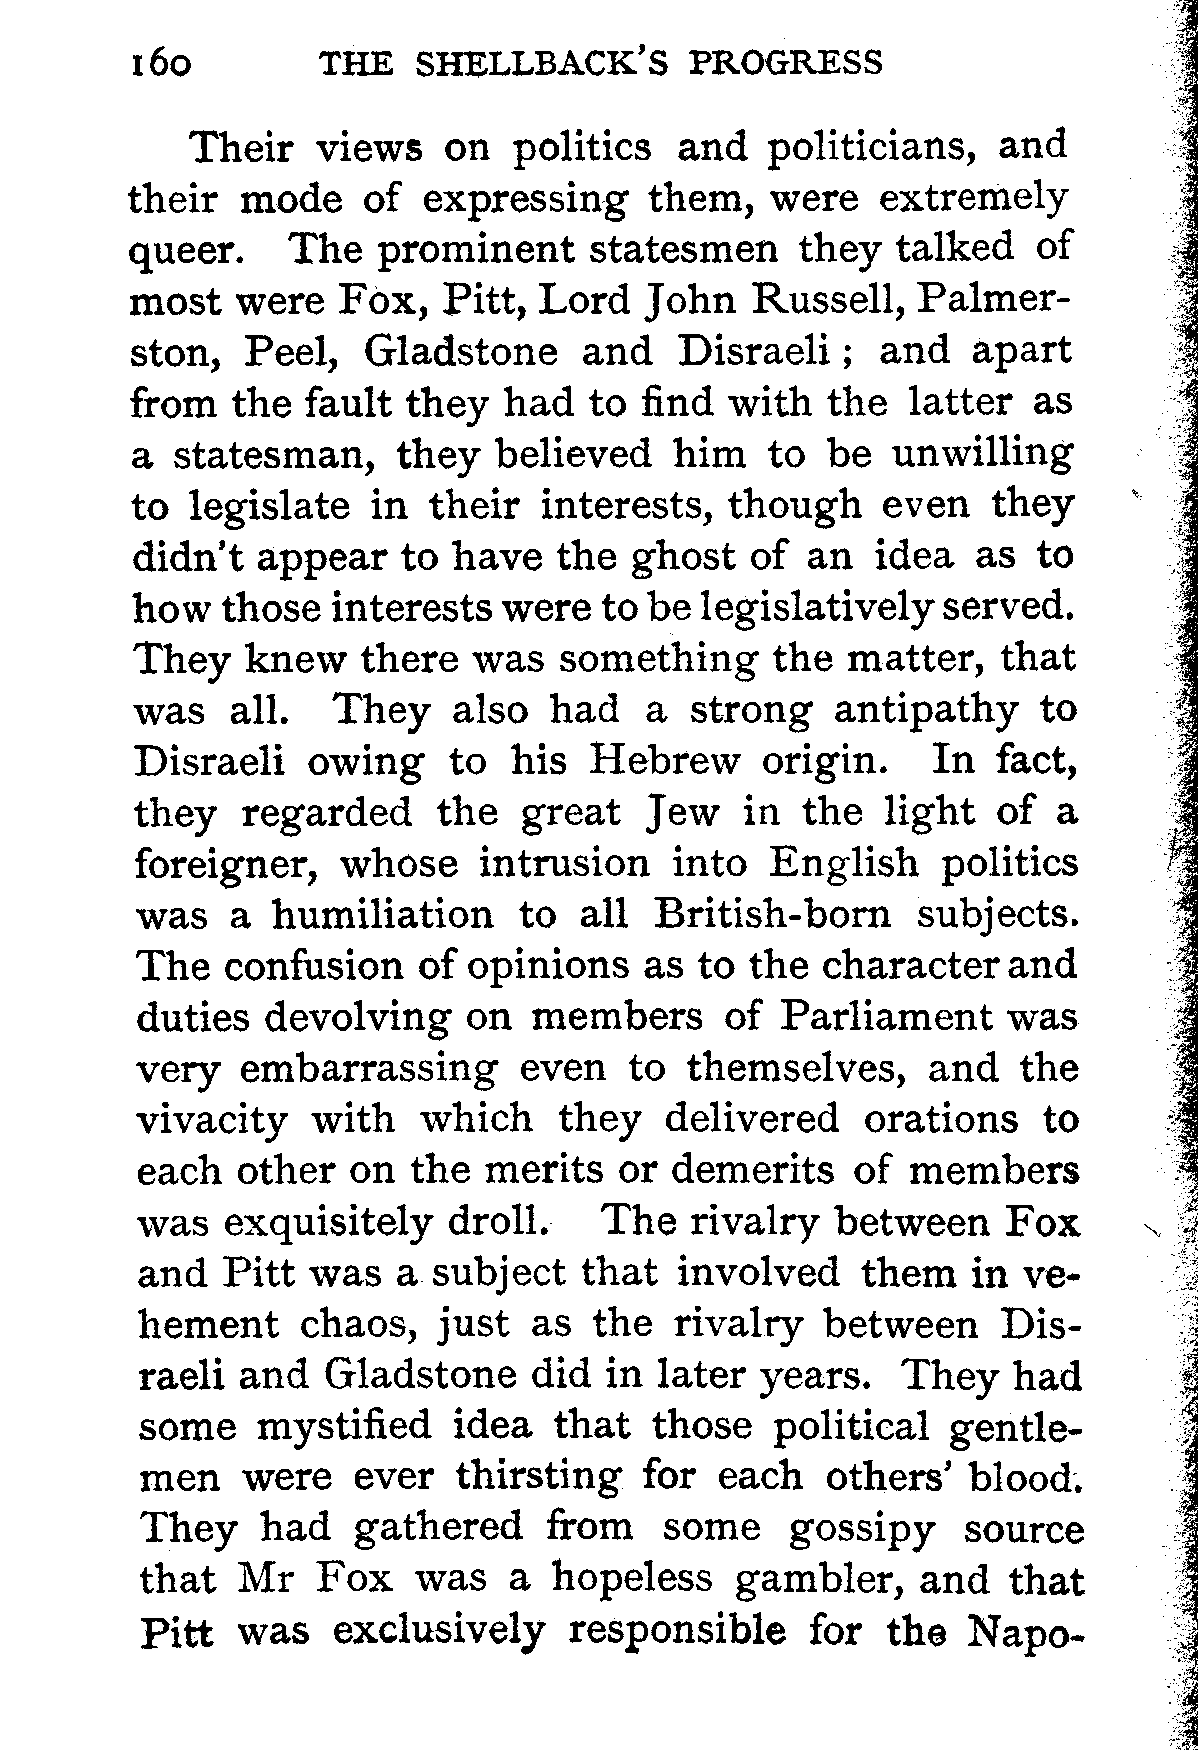 160 THE SHELLBACK'S PROGRESS
Their views on politics and politicians, and
their mode of expressing them, were extremely
queer. The prominent statesmen they talked of
most were Fox, Pitt, Lord John Russell, Palmer-
ston, Peel, Gladstone and Disraeli ; and apart
from the fault they had to find with the latter as
a statesman, they believed him to be unwilling
to legislate in their interests, though even they
didn't appear to have the ghost of an idea as to
how those interests were to be legislatively served.
They knew there was something the matter, that
was all. They also had a strong antipathy to
Disraeli owing to his Hebrew origin. In fact,
they regarded the great Jew in the light of a
foreigner, whose intrusion into English politics
was a humiliation to all British-born subjects.
The confusion of opinions as to the character and
duties devolving on members of Parliament was
very embarrassing even to themselves, and the
vivacity with which they delivered orations to
each other on the merits or demerits of members
was exquisitely droll. The rivalry between Fox
and Pitt was a subject that involved them in ve-
hement chaos, just as the rivalry between Dis-
raeli and Gladstone did in later years. They had
some mystified idea that those political gentle-
men were ever thirsting for each others' blood.
They had gathered from some gossipy source
that Mr Fox was a hopeless gambler, and that
Pitt was exclusively responsible for the Napo-